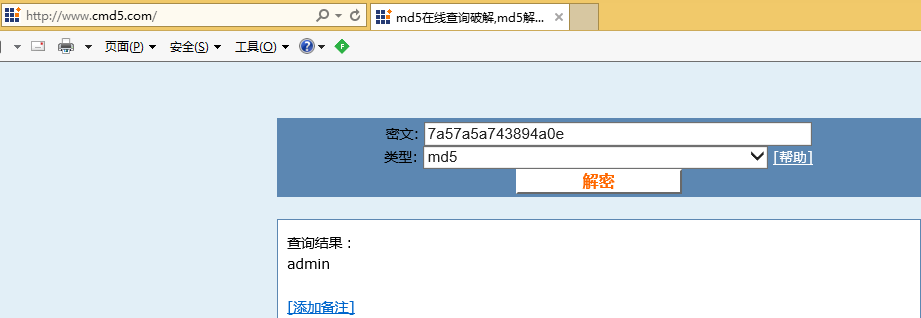 http://www.cmd5.com/
md5在线查询破解,md5解...
页面(P) 安全(S) 工具(O)
密文: 7a57a5a743894a0e
类型: md5 [帮助]
解密
查询结果：
admin
[添加备注]